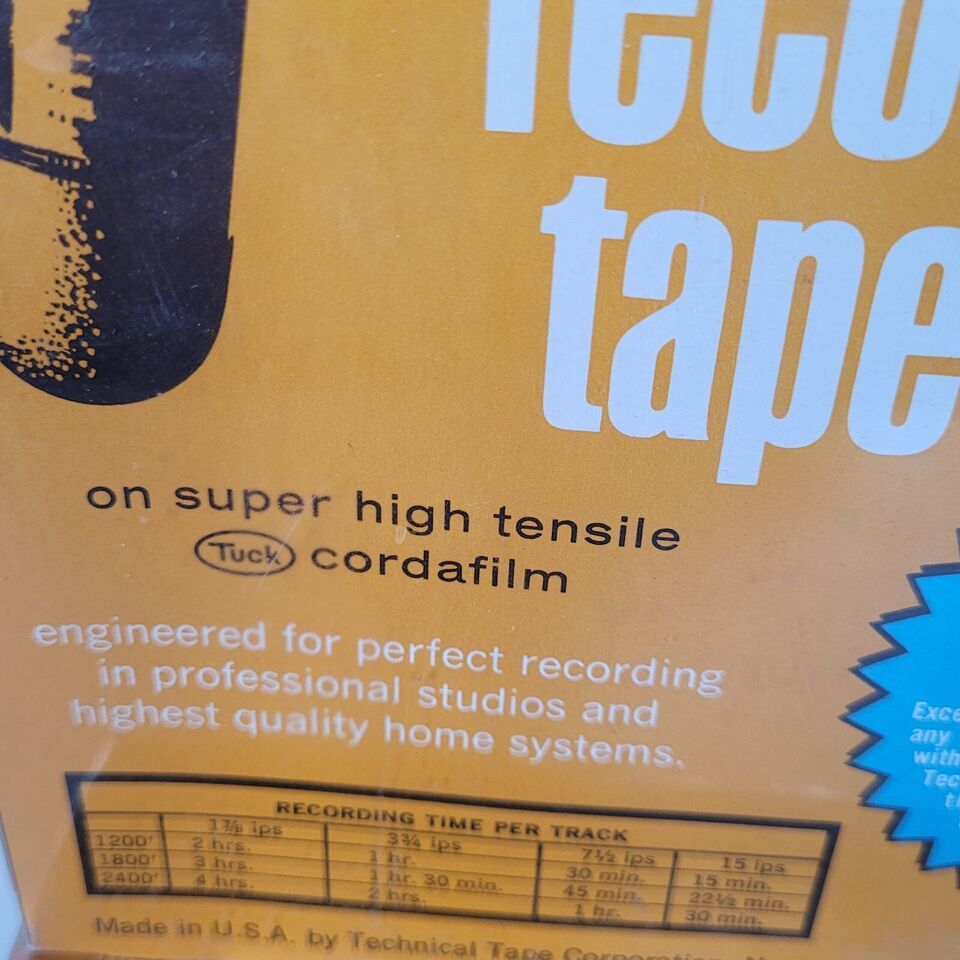 reco
tape
on super high tensile
Tuck cordafilm
engineered for perfect recording
in professional studios and
highest quality home systems.
Exce
any
with
Tec
t
RECORDING TIME PER TRACK
1⅞ ips 3¾ ips 7½ ips 15 ips
1200' 2 hrs. 1 hr. 30 min. 15 min.
1800' 3 hrs. 1 hr. 30 min. 45 min. 22½ min.
2400' 4 hrs. 2 hrs. 1 hr. 30 min.
Made in U.S.A. by Technical Tape Corporation, N